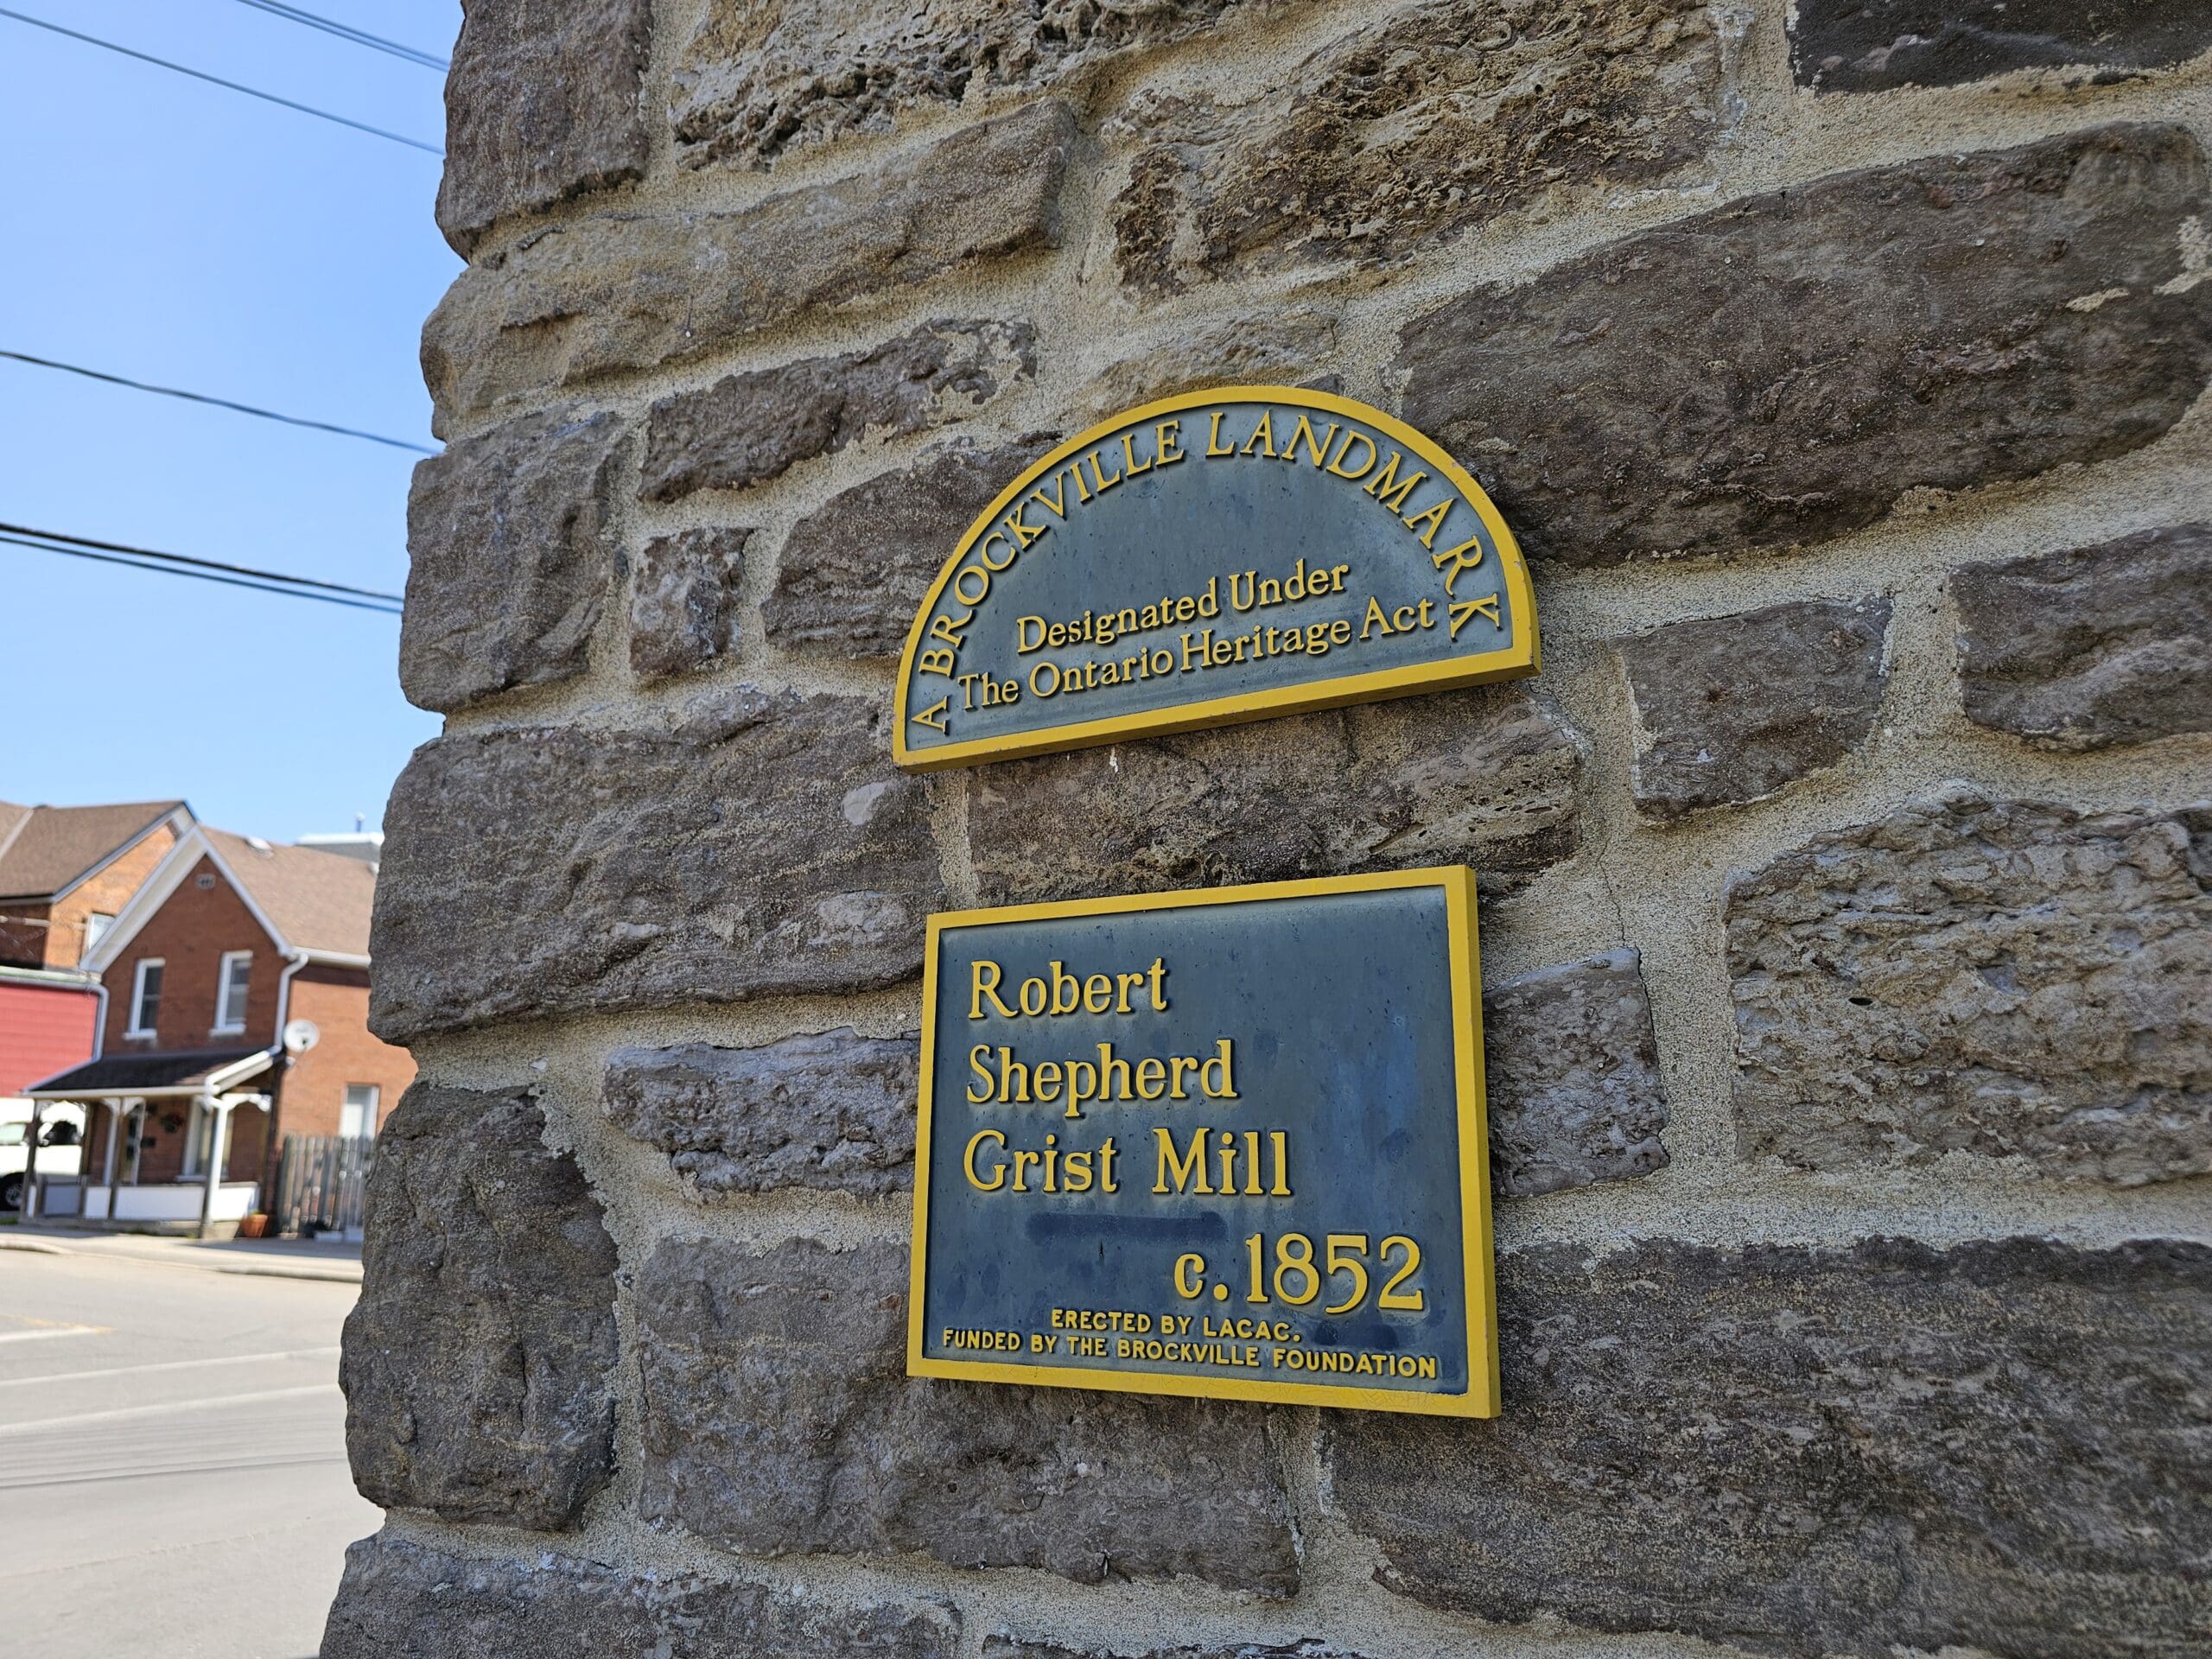 A BROCKVILLE LANDMARK
Designated Under
The Ontario Heritage Act
Robert
Shepherd
Grist Mill
c. 1852
ERECTED BY LACAC.
FUNDED BY THE BROCKVILLE FOUNDATION